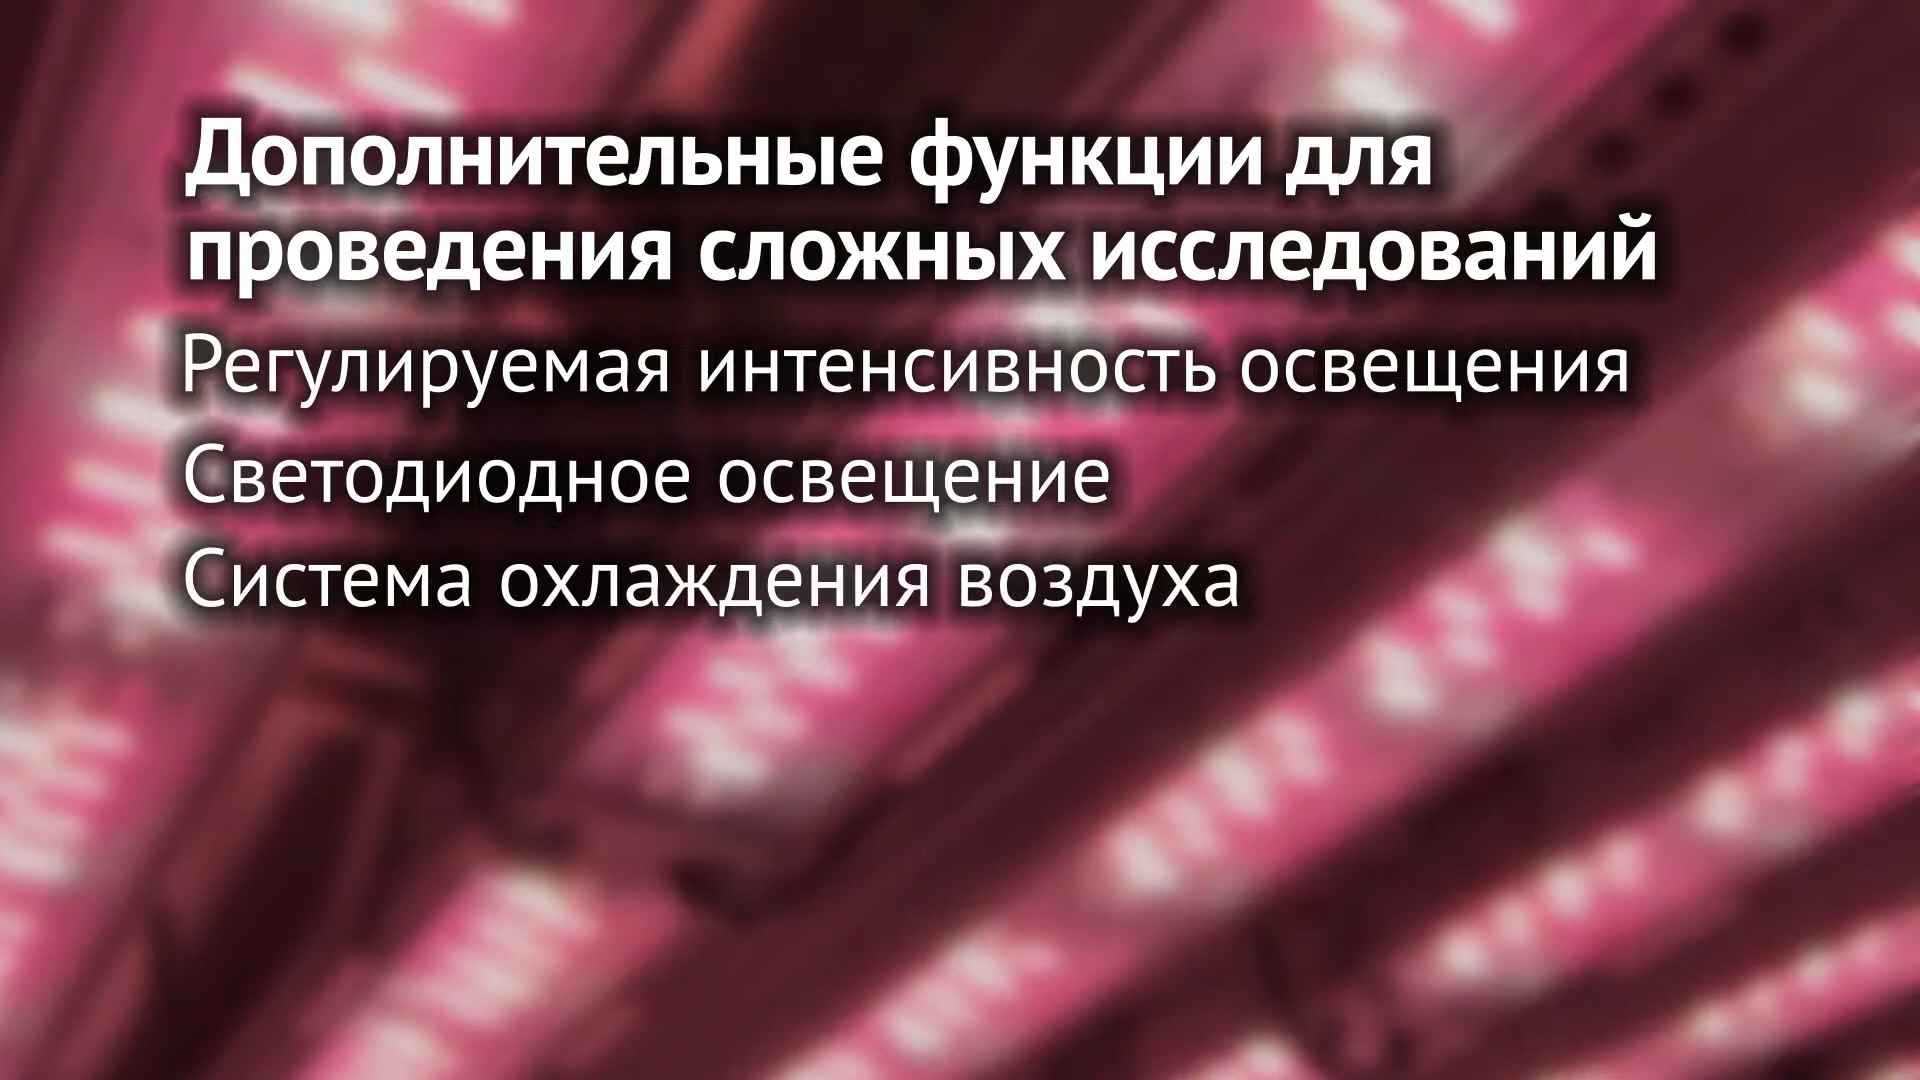 Дополнительные функции для
проведения сложных исследований
Регулируемая интенсивность освещения
Светодиодное освещение
Система охлаждения воздуха